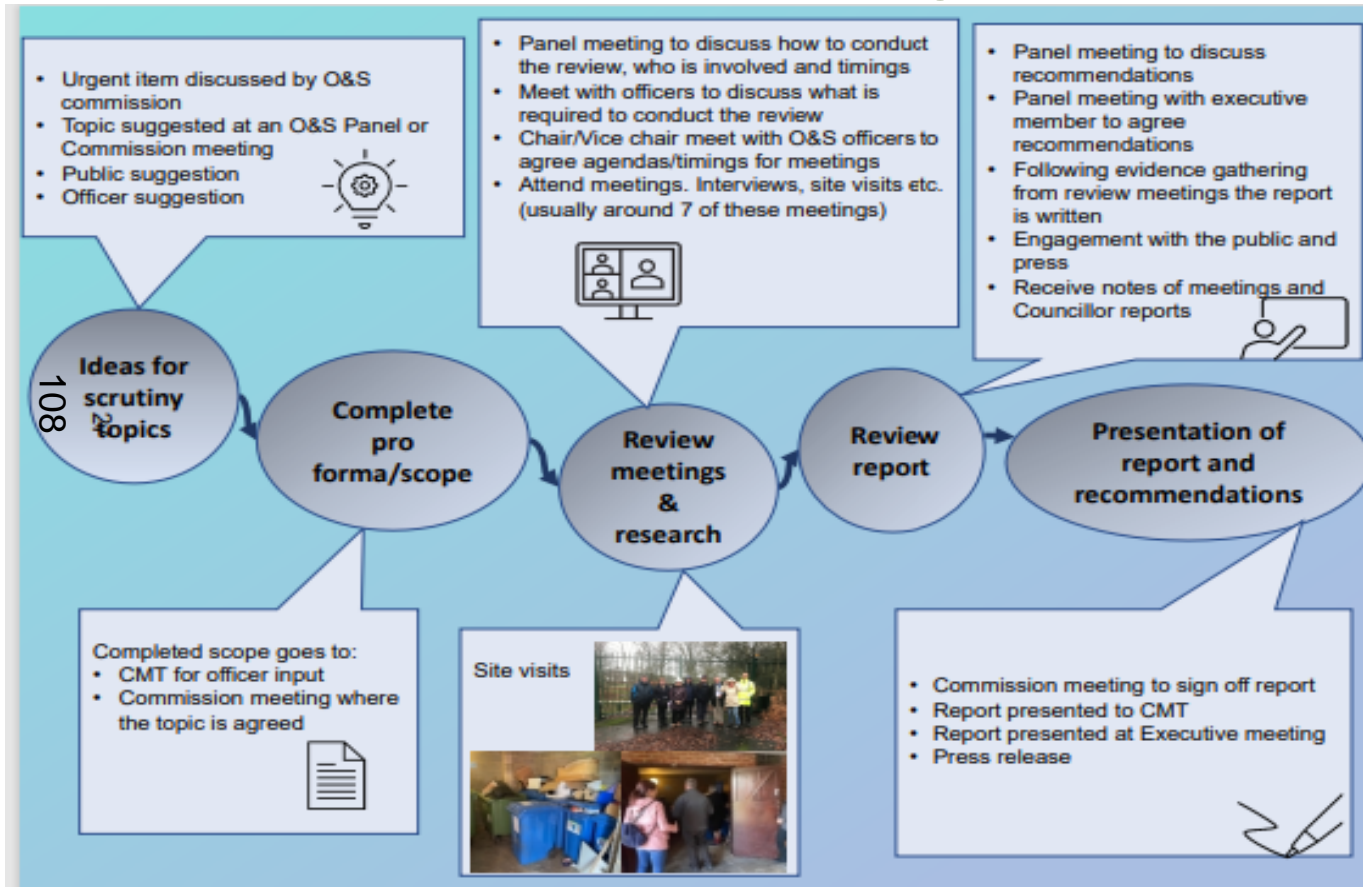 • Urgent item discussed by O&S
commission
• Topic suggested at an O&S Panel or
Commission meeting
• Public suggestion
• Officer suggestion
• Panel meeting to discuss how to conduct
the review, who is involved and timings
• Meet with officers to discuss what is
required to conduct the review
• Chair/Vice chair meet with O&S officers to
agree agendas/timings for meetings
• Attend meetings. Interviews, site visits etc.
(usually around 7 of these meetings)
• Panel meeting to discuss
recommendations
• Panel meeting with executive
member to agree
recommendations
• Following evidence gathering
from review meetings the report
is written
• Engagement with the public and
press
• Receive notes of meetings and
Councillor reports
Ideas for
scrutiny
topics
108
2
Complete
pro
forma/scope
Review
meetings
&
research
Review
report
Presentation of
report and
recommendations
Completed scope goes to:
• CMT for officer input
• Commission meeting where
the topic is agreed
Site visits
• Commission meeting to sign off report
• Report presented to CMT
• Report presented at Executive meeting
• Press release